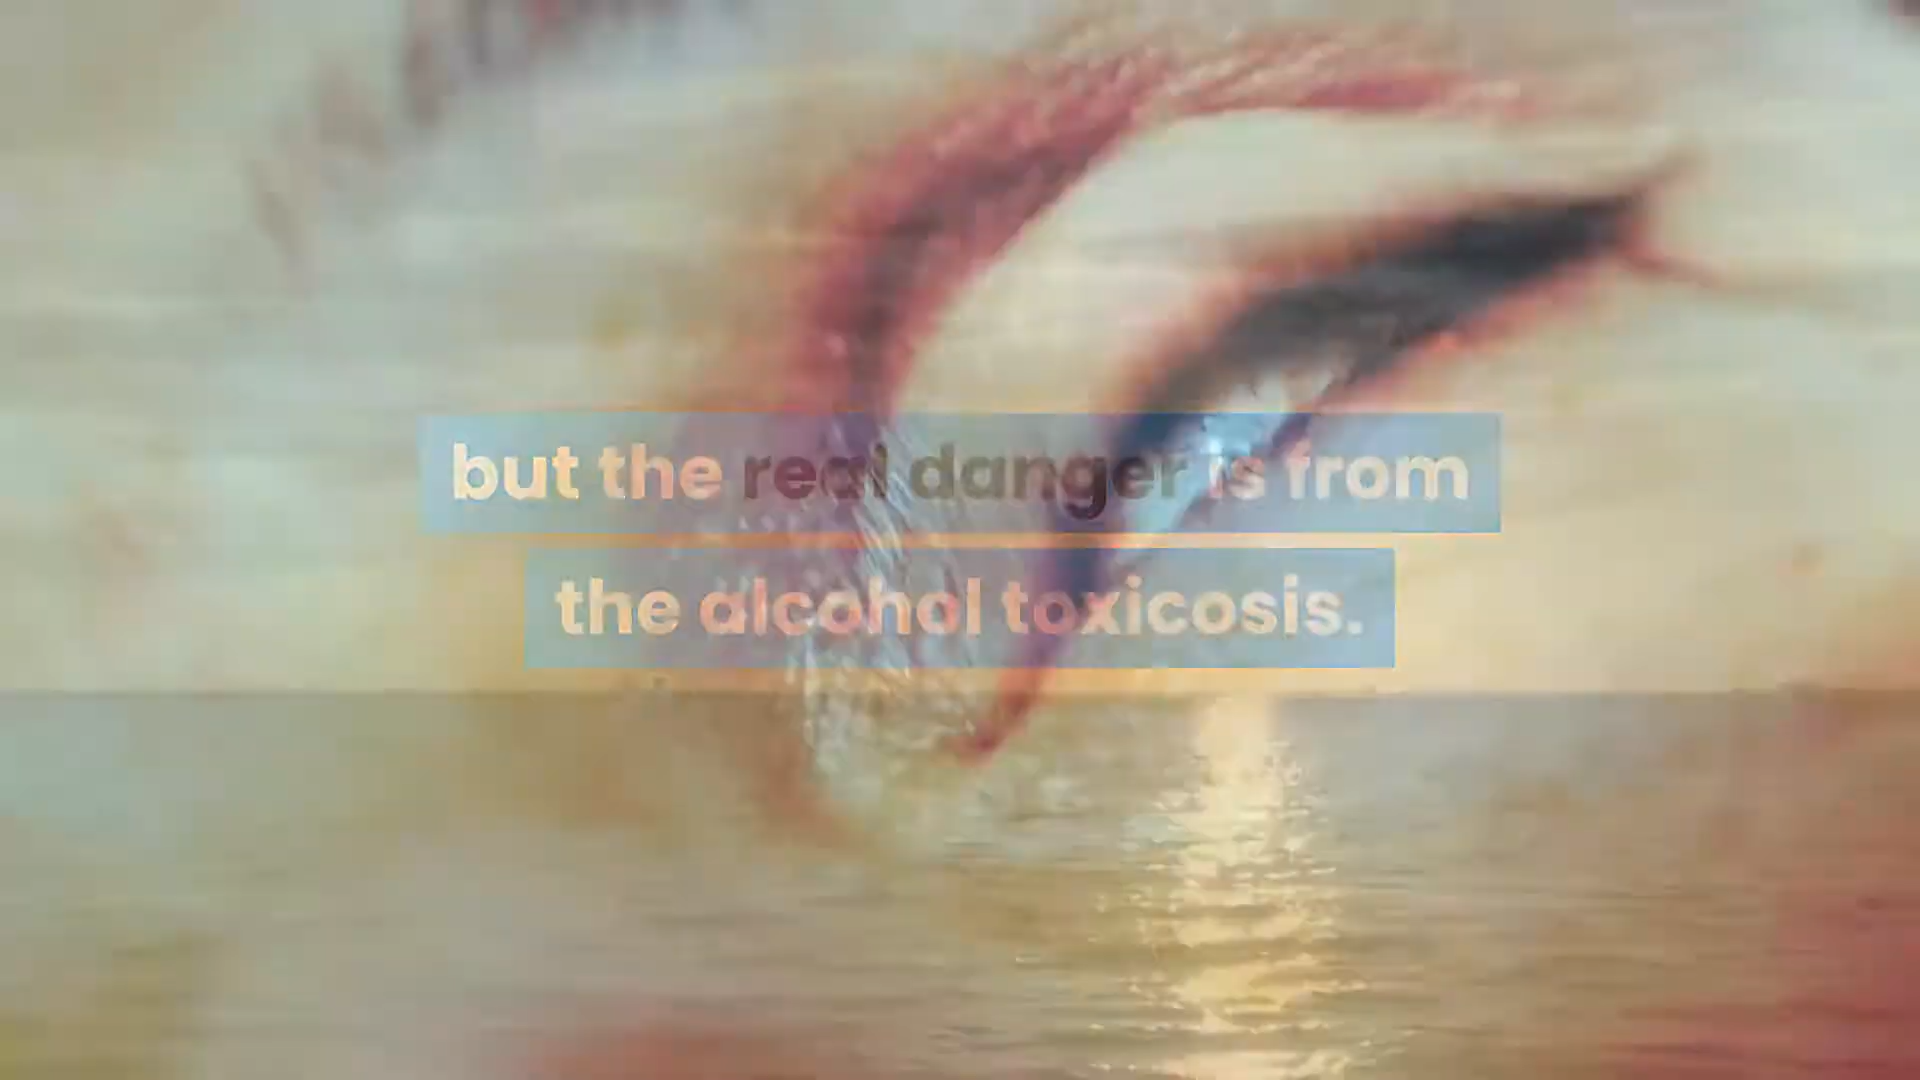 but the real danger is from
the alcohol toxicosis.